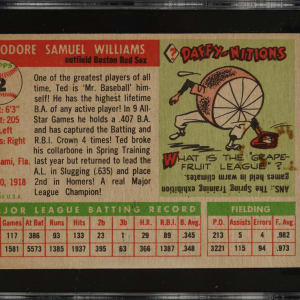 ODORE SAMUEL WILLIAMS
outfield Boston Red Sox
2
: 6'3"
: 205
Left
s: Right
ami, Fla.
0, 1918
U.S.A.
One of the greatest players of all
time, Ted is 'Mr. Baseball' him-
self! He has the highest lifetime
B.A. of any active player! In 9 All-
Star Games he holds a .407 B.A.
and has captured the Batting and
R.B.I. Crown 4 times! Ted broke
his collarbone in Spring Training
last year but returned to lead the
A.L. in Slugging (.635) and place
2nd in Homers! A real Major
League Champion!
?
DAFFY-NITIONS
WHAT IS THE GRAPE-
FRUIT LEAGUE?
ANS. The Spring Training exhibition
games held in warm climates.
AJOR LEAGUE BATTING RECORD
FIELDING
Games At Bat Runs Hits 2b 3b H.R. R.B.I. B. Avg.
P.O. Assists Errors F. Avg.
117 386 93 133 23 1 29 89 .345
213 5 4 .982
1581 5573 1387 1935 395 62 366 1351 .348
3221 115 94 .973